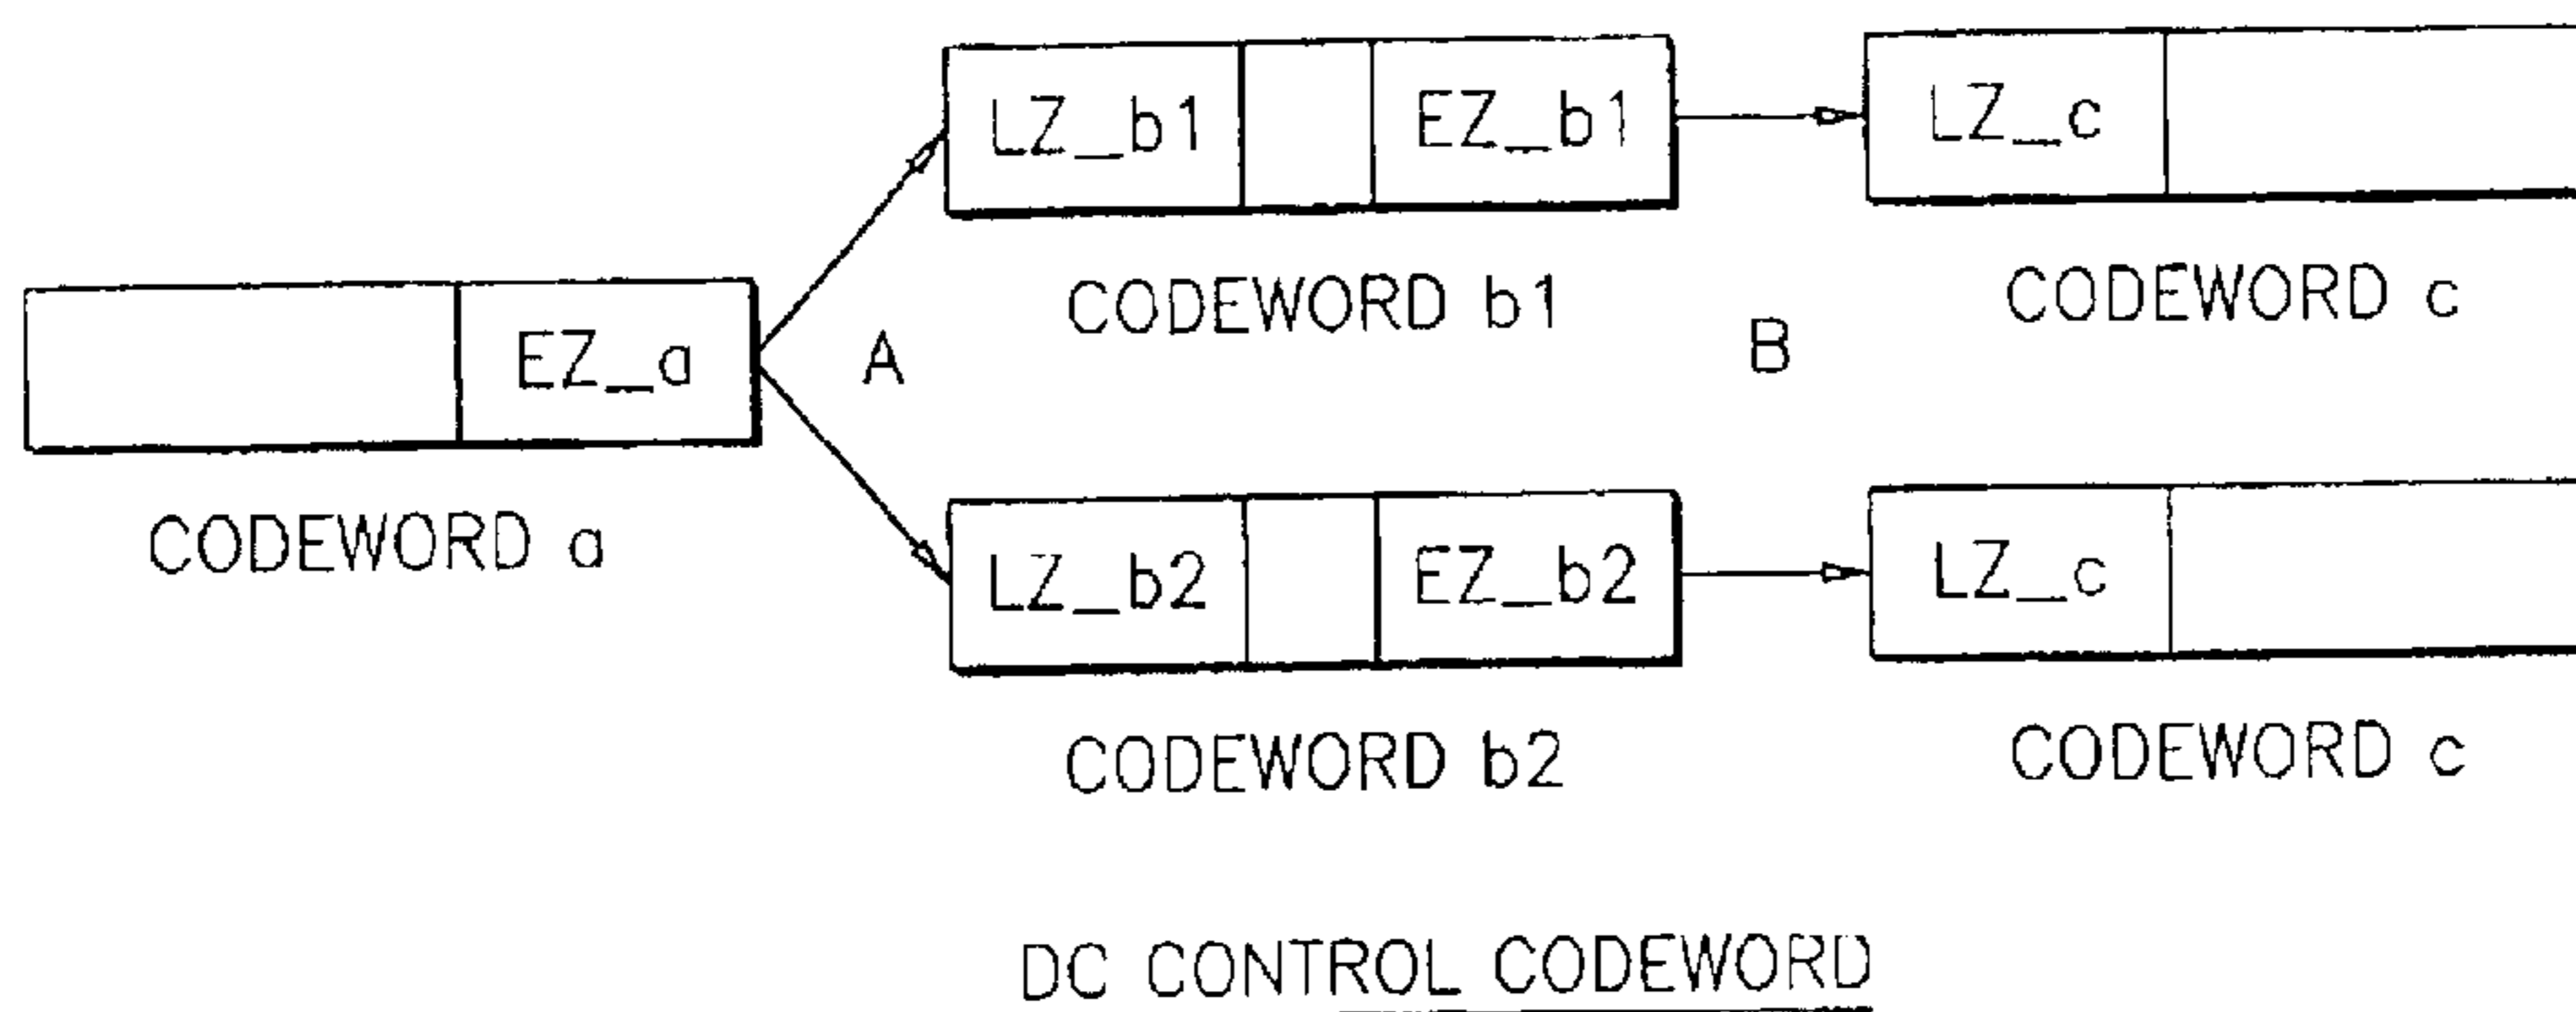 LZ_b1 EZ_b1 LZ_c
CODEWORD b1 CODEWORD c
EZ_a A B
CODEWORD a
LZ_b2 EZ_b2 LZ_c
CODEWORD b2 CODEWORD c
DC CONTROL CODEWORD